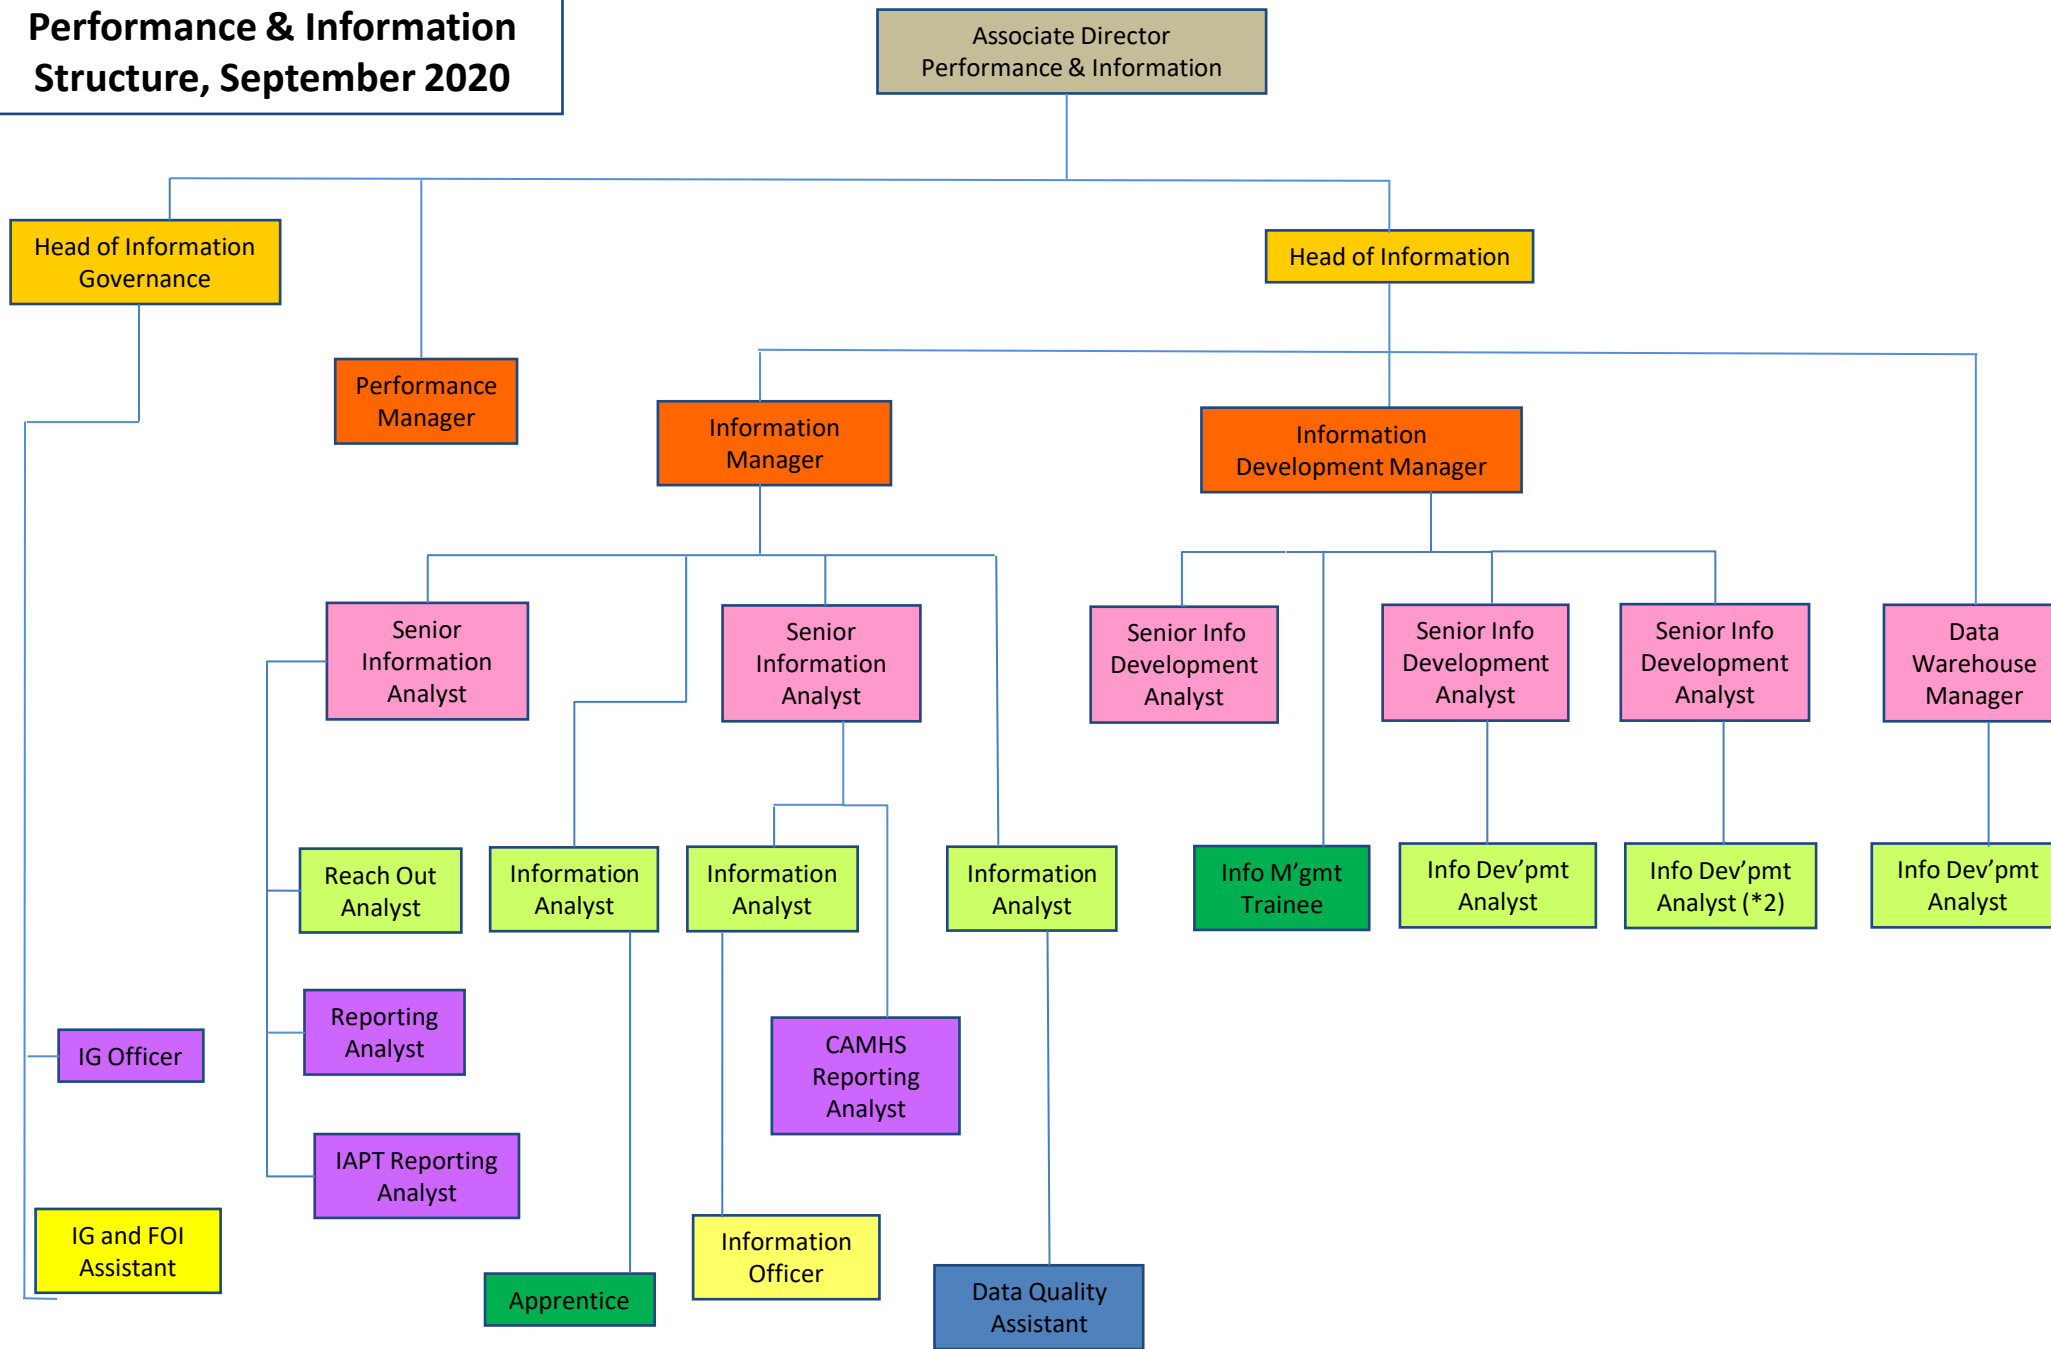 Performance & Information
Structure, September 2020
Associate Director
Performance & Information
Head of Information
Governance
Head of Information
Performance
Manager
Information
Manager
Information
Development Manager
Senior
Information
Analyst
Senior
Information
Analyst
Senior Info
Development
Analyst
Senior Info
Development
Analyst
Senior Info
Development
Analyst
Data
Warehouse
Manager
Reach Out
Analyst
Information
Analyst
Information
Analyst
Information
Analyst
Info M’gmt
Trainee
Info Dev’pmt
Analyst
Info Dev’pmt
Analyst (*2)
Info Dev’pmt
Analyst
Reporting
Analyst
IG Officer
CAMHS
Reporting
Analyst
IAPT Reporting
Analyst
IG and FOI
Assistant
Information
Officer
Apprentice
Data Quality
Assistant